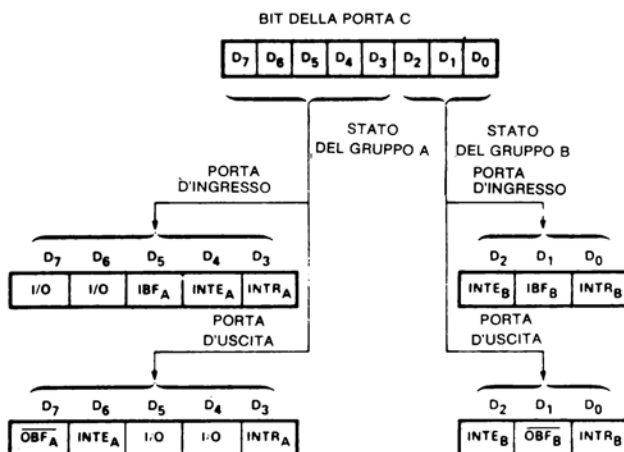 BIT DELLA PORTA C
D7 D6 D5 D4 D3 D2 D1 D0
STATO
DEL GRUPPO A
STATO
DEL GRUPPO B
PORTA
D'INGRESSO
PORTA
D'INGRESSO
D7 D6 D5 D4 D3
I/O I/O IBFA INTEA INTRA
D2 D1 D0
INTEB IBFB INTRB
PORTA
D'USCITA
PORTA
D'USCITA
D7 D6 D5 D4 D3
O̅B̅F̅A̅ INTEA I/O I/O INTRA
D2 D1 D0
INTEB O̅B̅F̅B̅ INTRB